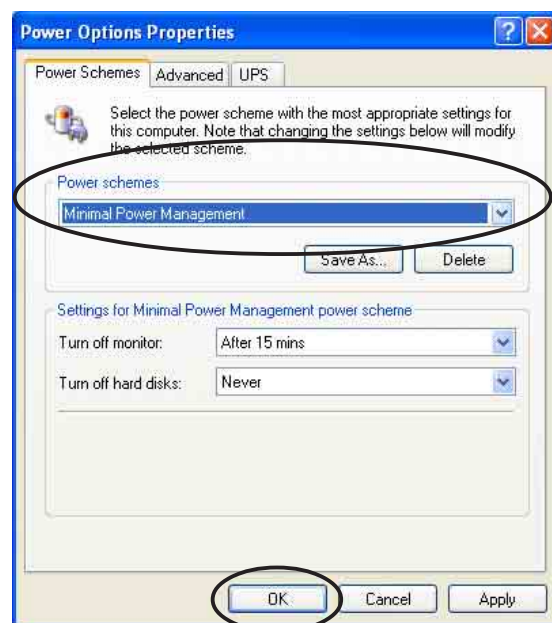 Power Options Properties
Power Schemes Advanced UPS
Select the power scheme with the most appropriate settings for
this computer. Note that changing the settings below will modify
the selected scheme.
Power schemes
Minimal Power Management
Save As... Delete
Settings for Minimal Power Management power scheme
Turn off monitor: After 15 mins
Turn off hard disks: Never
OK Cancel Apply